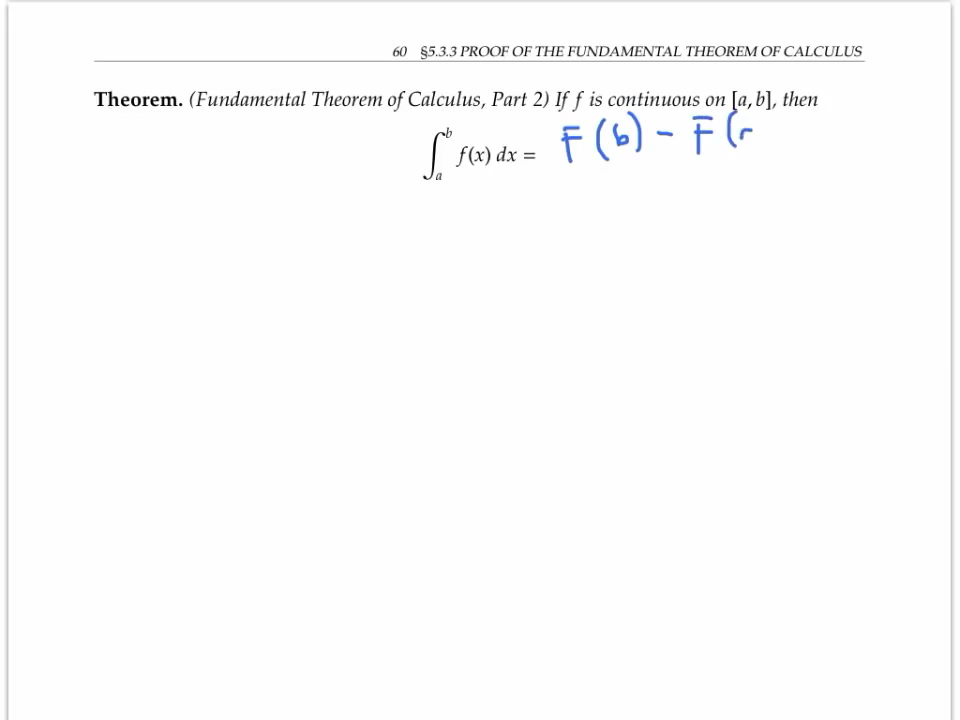 60 §5.3.3 PROOF OF THE FUNDAMENTAL THEOREM OF CALCULUS
Theorem. (Fundamental Theorem of Calculus, Part 2) If f is continuous on [a, b], then
∫_a^b f(x) dx = F(b) - F(